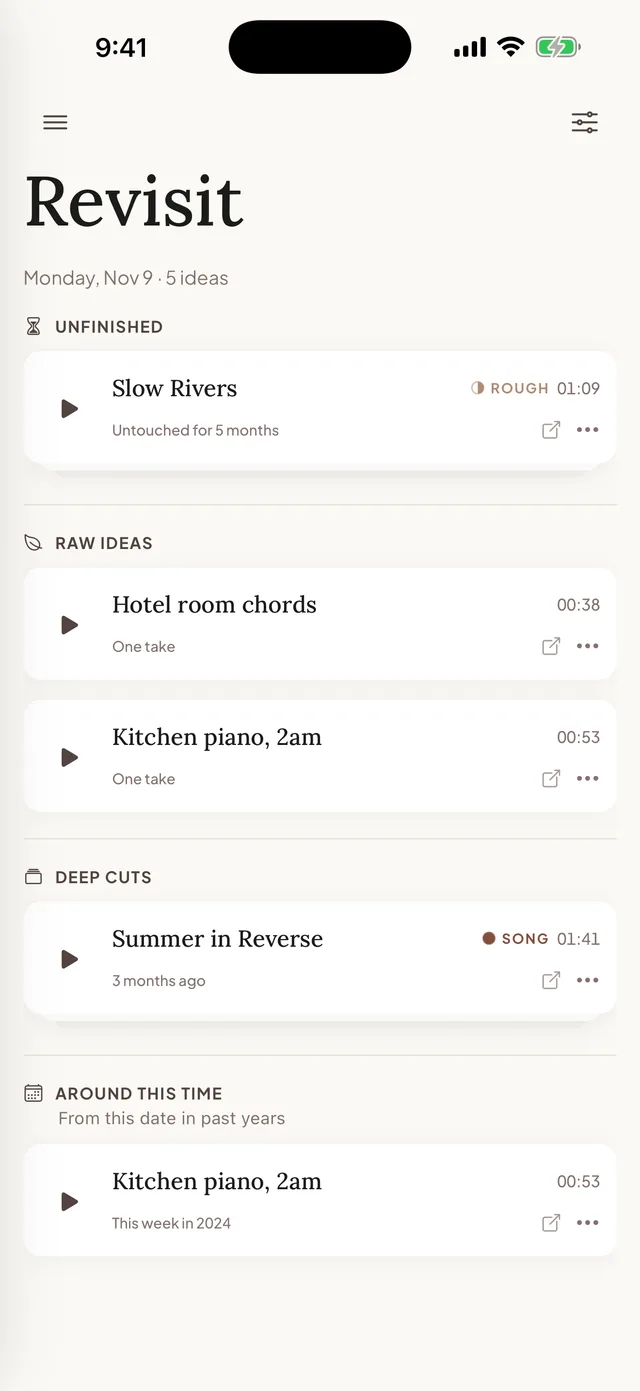 9:41
Revisit
Monday, Nov 9 · 5 ideas
UNFINISHED
Slow Rivers
ROUGH 01:09
Untouched for 5 months
RAW IDEAS
Hotel room chords
00:38
One take
Kitchen piano, 2am
00:53
One take
DEEP CUTS
Summer in Reverse
SONG 01:41
3 months ago
AROUND THIS TIME
From this date in past years
Kitchen piano, 2am
00:53
This week in 2024